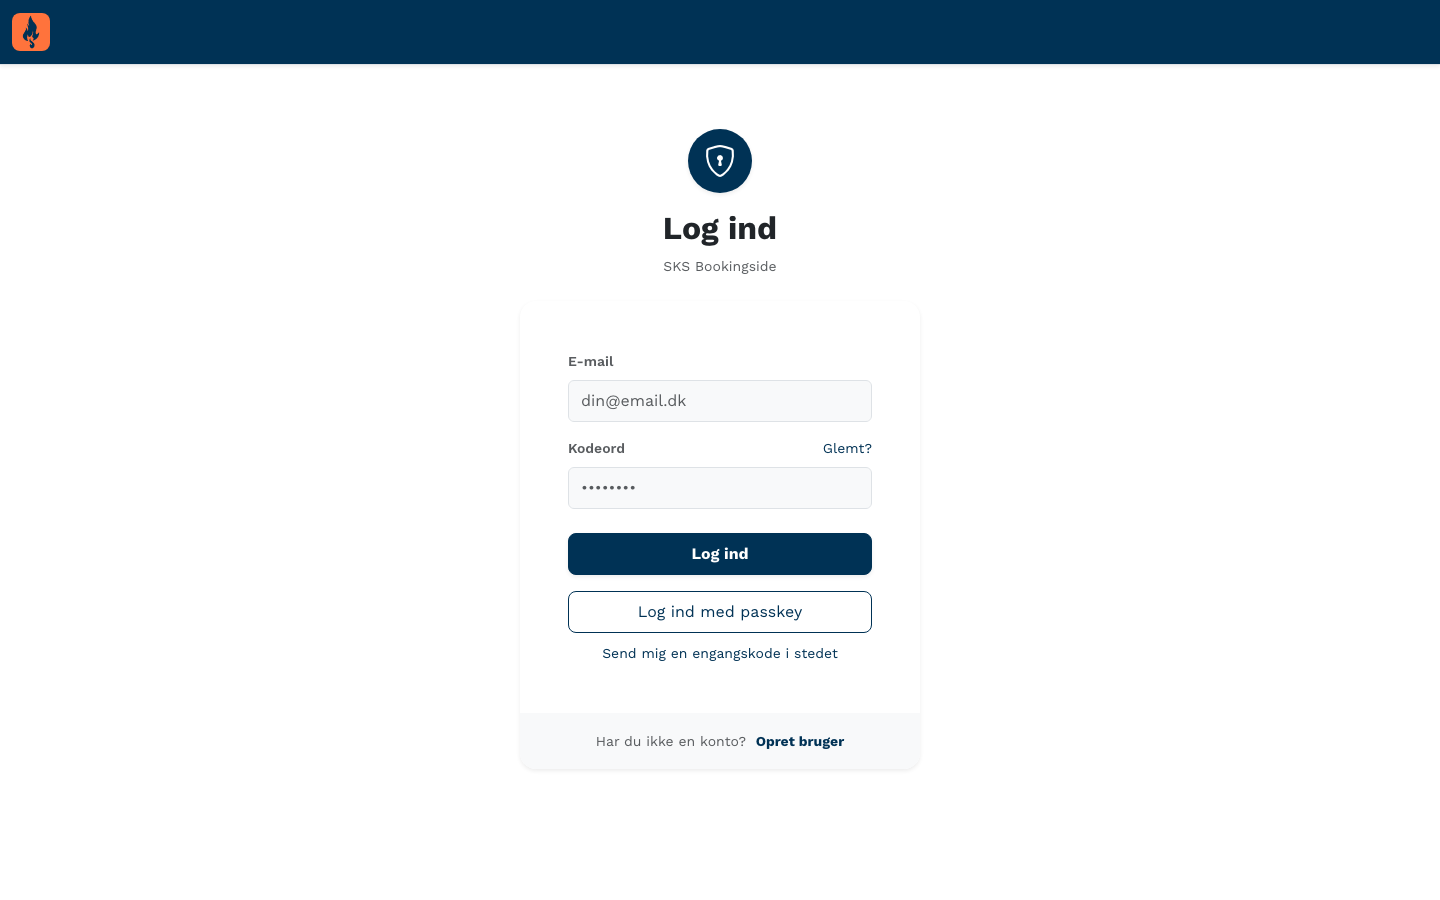 Log ind
SKS Bookingside
E-mail
din@email.dk
Kodeord Glemt?
••••••••
Log ind
Log ind med passkey
Send mig en engangskode i stedet
Har du ikke en konto? Opret bruger